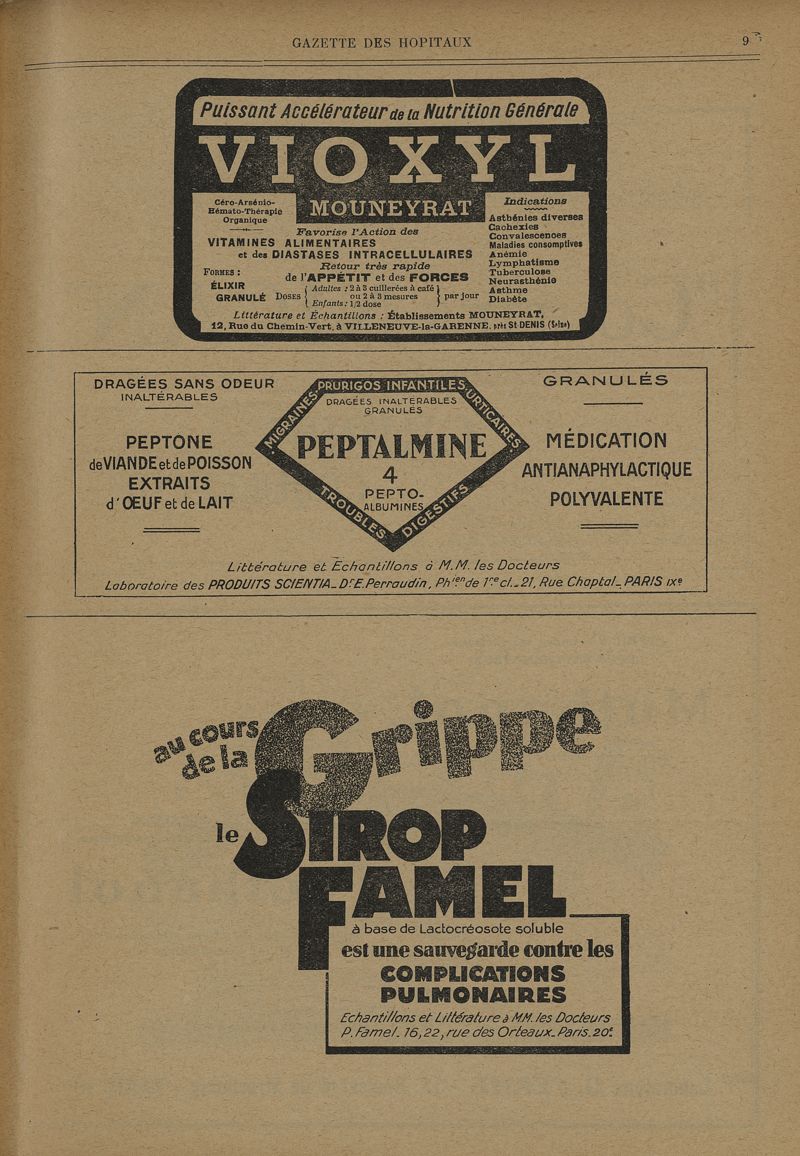 GAZETTE DES HOPITAUX
9
Puissant Accélérateur de la Nutrition Générale
VIOXYL
MOUNEYRAT
Céro-Arsénio-
Hémato-Thérapie
Organique
Favorise l'Action des
VITAMINES ALIMENTAIRES
et des DIASTASES INTRACELLULAIRES
Retour très rapide
de l'APPÉTIT et des FORCES
FORMES :
ÉLIXIR
GRANULÉ
DOSES
Adultes : 2 à 3 cuillerées à café
ou 2 à 3 mesures
Enfants : 1/2 dose
par jour
Indications
Asthénies diverses
Cachexies
Convalescences
Maladies consomptives
Anémie
Lymphatisme
Tuberculose
Neurasthénie
Asthme
Diabète
Littérature et Échantillons : Établissements MOUNEYRAT,
12, Rue du Chemin-Vert, à VILLENEUVE-la-GARENNE, près St-DENIS (Seine)
DRAGÉES SANS ODEUR
INALTÉRABLES
PEPTONE
de VIANDE et de POISSON
EXTRAITS
d'ŒUF et de LAIT
PRURIGOS INFANTILES
MIGRAINES
URTICAIRES
DRAGÉES INALTÉRABLES
GRANULÉS
PEPTALMINE
4
PEPTO-
ALBUMINES
TROUBLES DIGESTIFS
GRANULÉS
MÉDICATION
ANTIANAPHYLACTIQUE
POLYVALENTE
Littérature et Échantillons à M.M. les Docteurs
Laboratoire des PRODUITS SCIENTIA_ Dr E. Perraudin, Phien de 1re cl._ 21, Rue Chaptal_ PARIS IXe
au cours
de la
Grippe
le SIROP
FAMEL
à base de Lactocréosote soluble
est une sauvegarde contre les
COMPLICATIONS
PULMONAIRES
Echantillons et Littérature à MM. les Docteurs
P. Famel_ 16,22, rue des Orteaux_ Paris. 20e